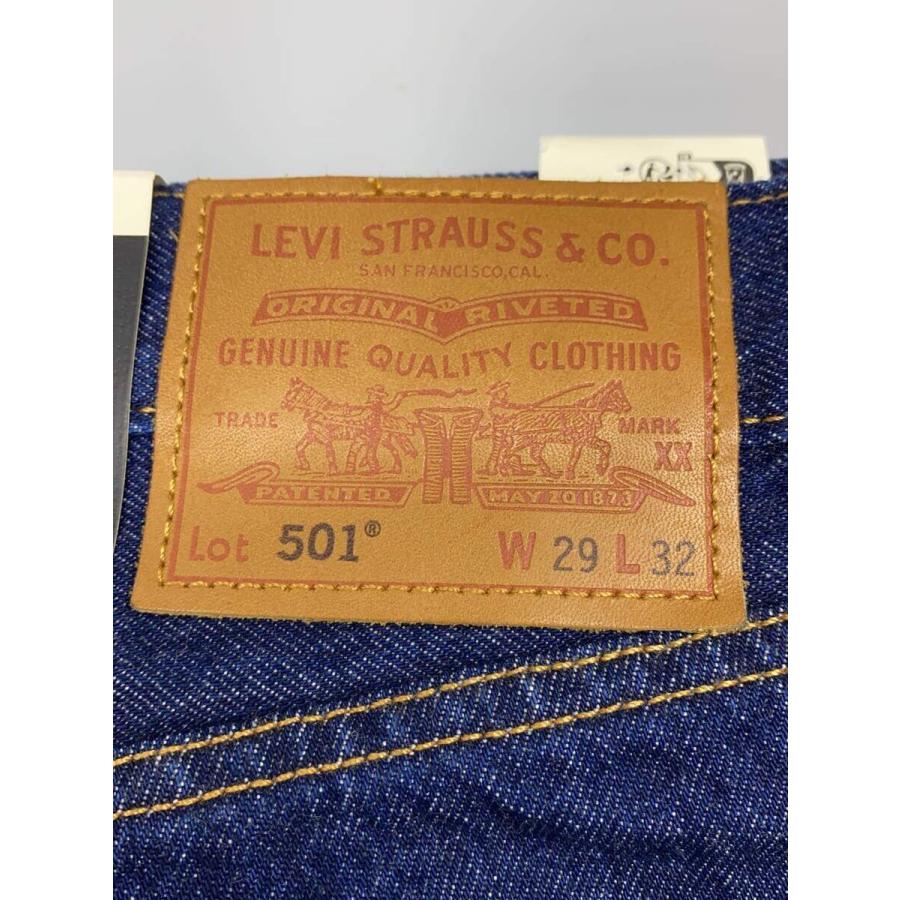 LEVI STRAUSS & CO.
SAN FRANCISCO, CAL.
ORIGINAL RIVETED
GENUINE QUALITY CLOTHING
TRADE MARK
XX
PATENTED MAY 20 1873
Lot 501® W 29 L 32